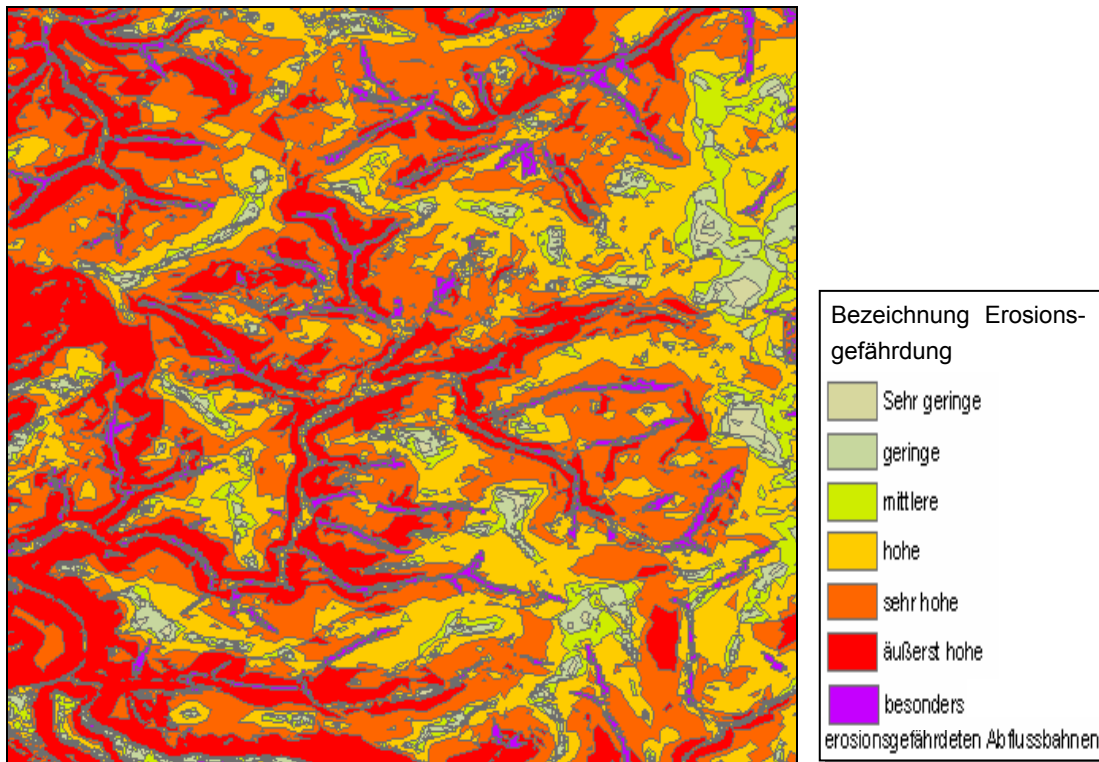 Bezeichnung Erosions-
gefährdung
Sehr geringe
geringe
mittlere
hohe
sehr hohe
äußerst hohe
besonders
erosionsgefährdeten Abflussbahnen